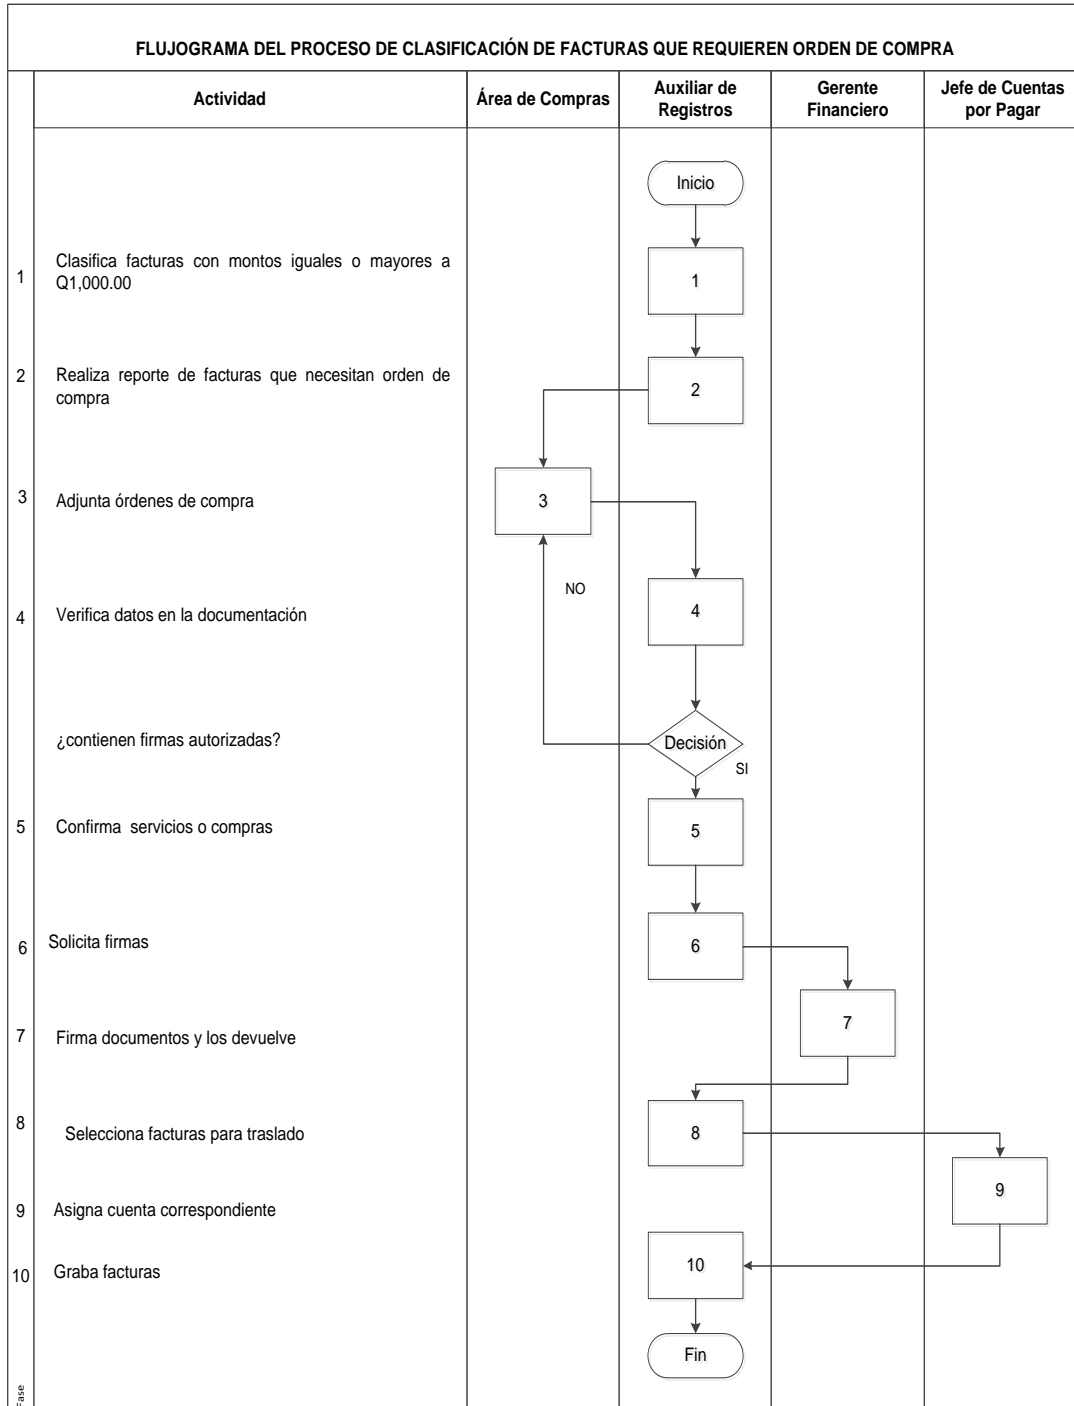 FLUJOGRAMA DEL PROCESO DE CLASIFICACIÓN DE FACTURAS QUE REQUIEREN ORDEN DE COMPRA
Actividad
Área de Compras
Auxiliar de
Registros
Gerente
Financiero
Jefe de Cuentas
por Pagar
Inicio
1
Clasifica facturas con montos iguales o mayores a
Q1,000.00
1
2
Realiza reporte de facturas que necesitan orden de
compra
2
3
Adjunta órdenes de compra
3
NO
4
Verifica datos en la documentación
4
¿contienen firmas autorizadas?
Decisión
SI
5
Confirma servicios o compras
5
6
Solicita firmas
6
7
Firma documentos y los devuelve
7
8
Selecciona facturas para traslado
8
9
Asigna cuenta correspondiente
9
10
Graba facturas
10
Fin
Fase